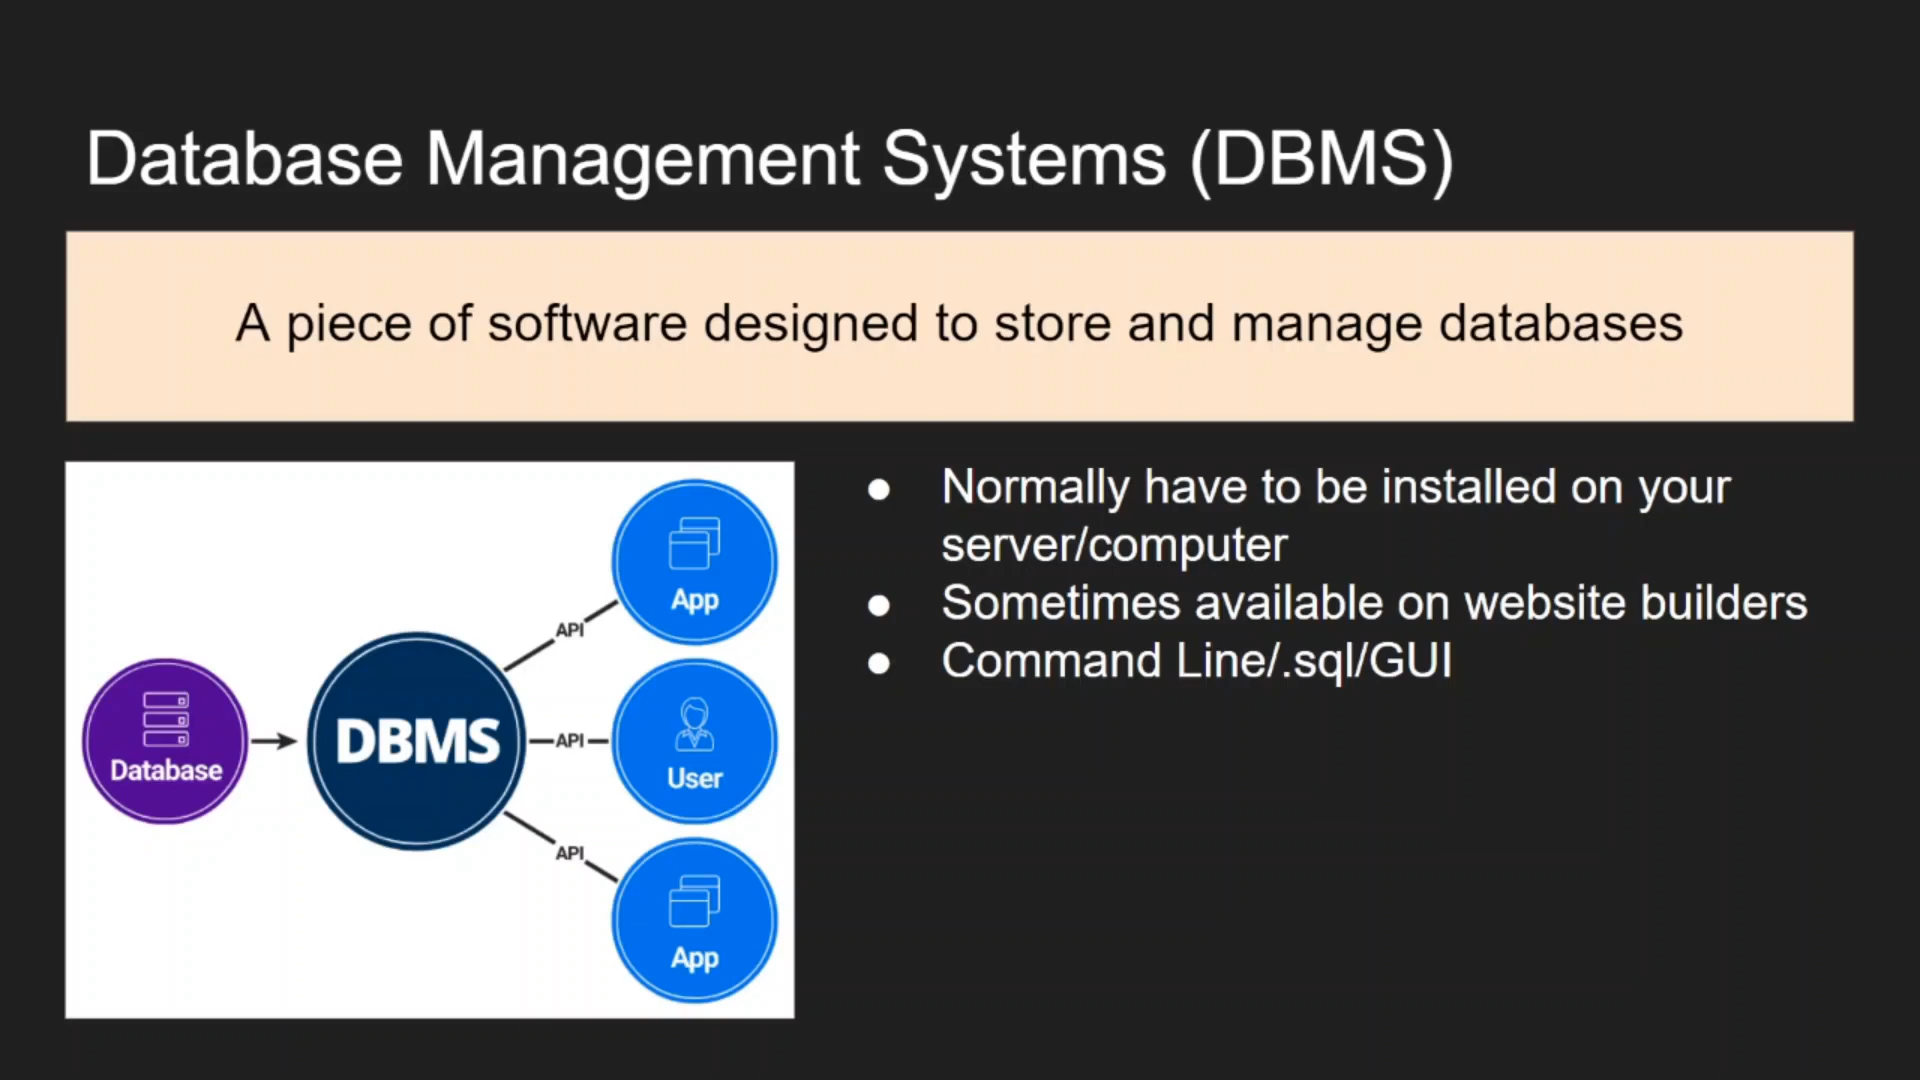 Database Management Systems (DBMS)
A piece of software designed to store and manage databases
Database
DBMS
API
API
API
App
User
App
● Normally have to be installed on your
server/computer
● Sometimes available on website builders
● Command Line/.sql/GUI